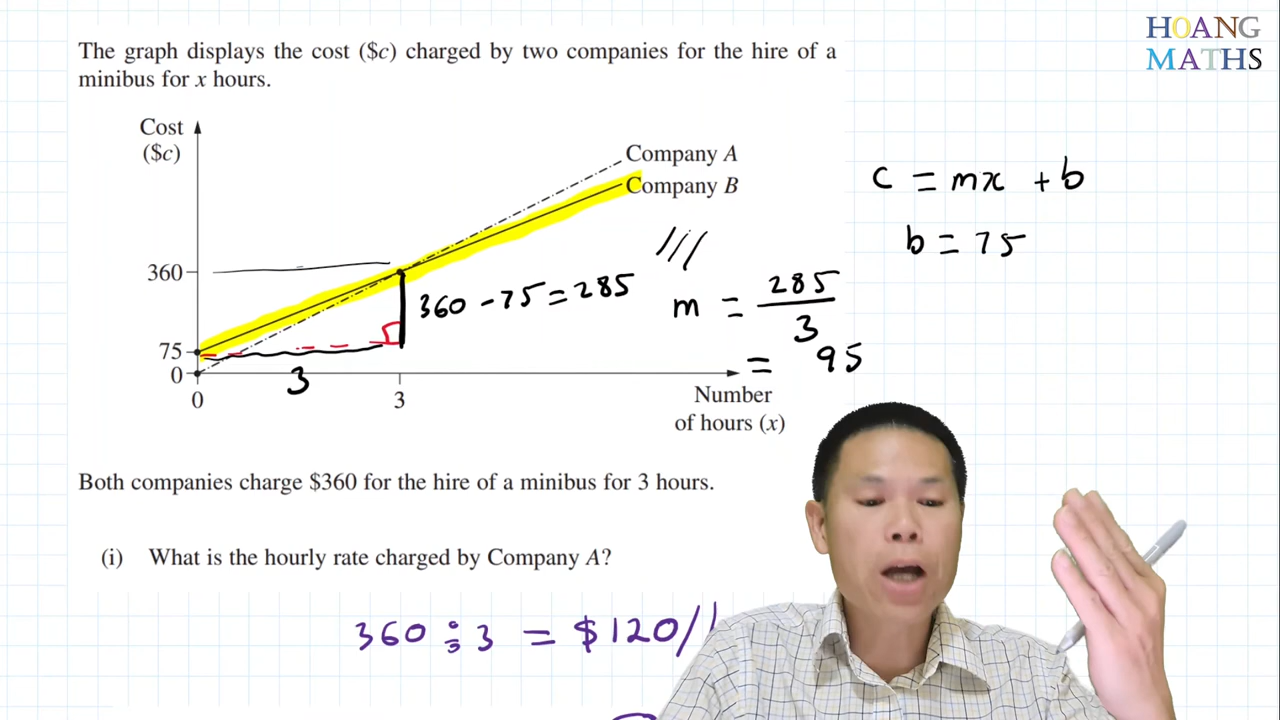 HOANG
MATHS
The graph displays the cost ($c) charged by two companies for the hire of a
minibus for x hours.
Cost
($c)
Company A
Company B
360
75
0
0
3
Number
of hours (x)
360 - 75 = 285
3
c = mx + b
b = 75
m = 285
3
= 95
Both companies charge $360 for the hire of a minibus for 3 hours.
(i) What is the hourly rate charged by Company A?
360 ÷ 3 = $120/